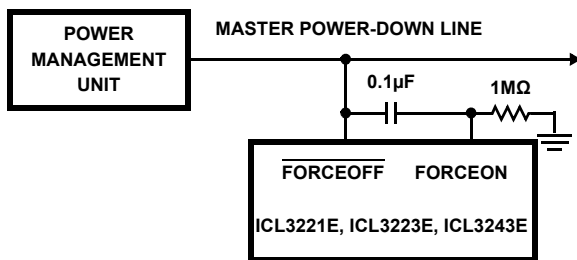 POWER
MANAGEMENT
UNIT
MASTER POWER-DOWN LINE
0.1µF
1MΩ
FORCEOFF FORCEON
ICL3221E, ICL3223E, ICL3243E